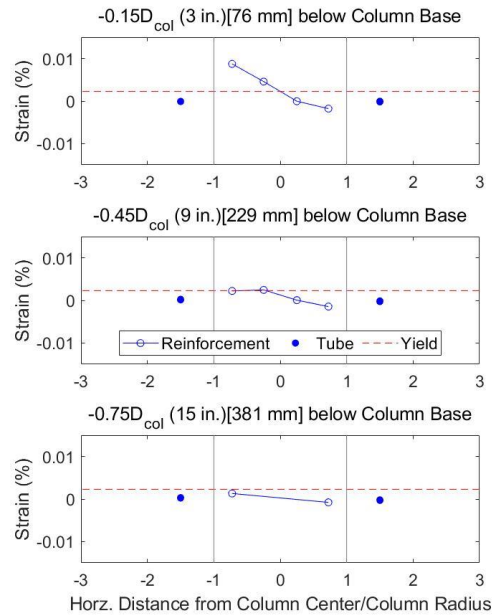 -0.15D_col (3 in.)[76 mm] below Column Base
Strain (%)
0.01
0
-0.01
-3 -2 -1 0 1 2 3
-0.45D_col (9 in.)[229 mm] below Column Base
Strain (%)
0.01
0
-0.01
Reinforcement Tube Yield
-3 -2 -1 0 1 2 3
-0.75D_col (15 in.)[381 mm] below Column Base
Strain (%)
0.01
0
-0.01
-3 -2 -1 0 1 2 3
Horz. Distance from Column Center/Column Radius